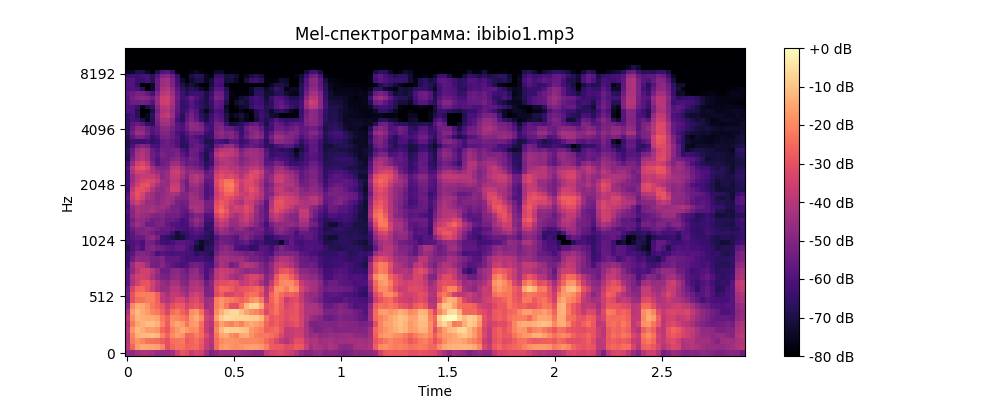 Mel-спектрограмма: ibibio1.mp3
Hz
8192
4096
2048
1024
512
0
0
0.5
1
1.5
2
2.5
Time
+0 dB
-10 dB
-20 dB
-30 dB
-40 dB
-50 dB
-60 dB
-70 dB
-80 dB